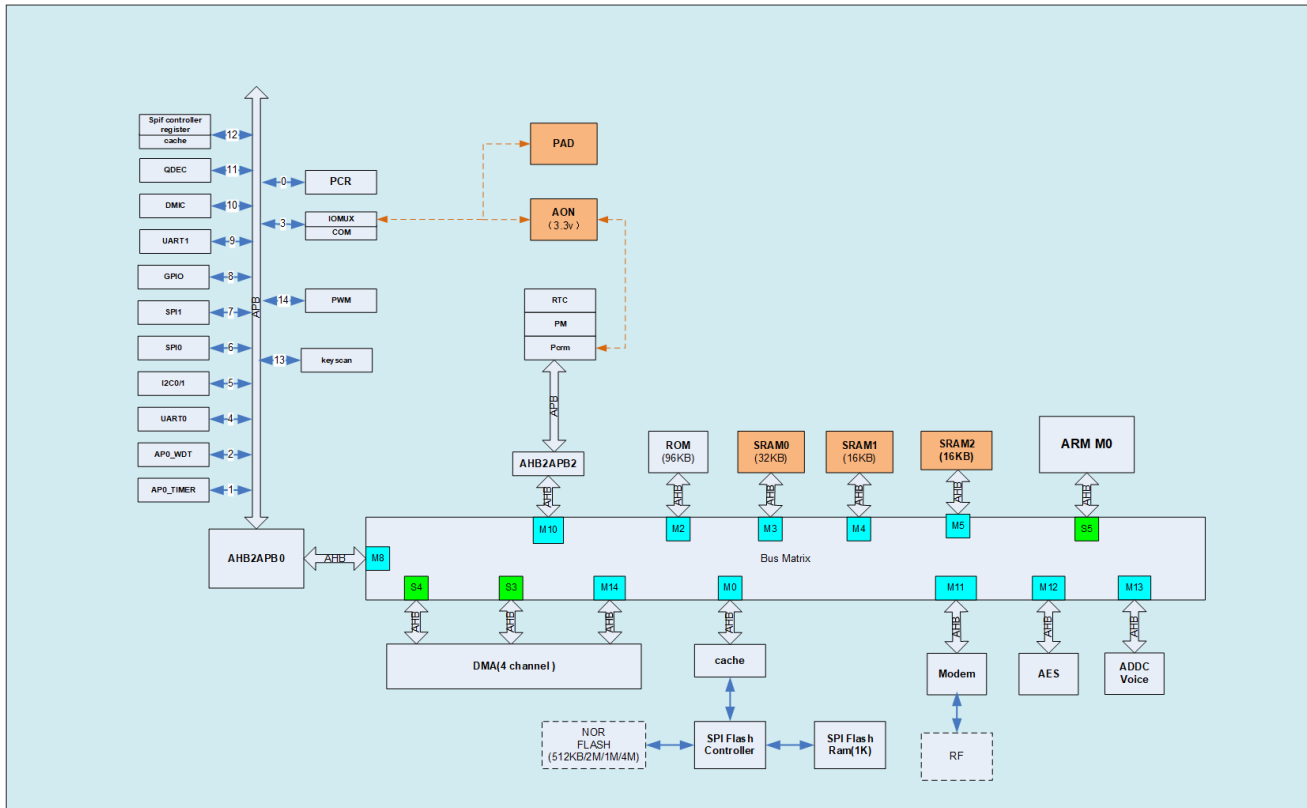 Spif controller
register
cache
12
QDEC
11
DMIC
10
UART1
9
GPIO
8
SPI1
7
SPI0
6
I2C0/1
5
UART0
4
AP0_WDT
2
AP0_TIMER
1
APB
0
PCR
3
IOMUX
COM
14
PWM
13
keyscan
PAD
AON
(3.3v)
RTC
PM
Pcrm
APB
AHB2APB2
AHB
M10
ROM
(96KB)
AHB
M2
SRAM0
(32KB)
AHB
M3
SRAM1
(16KB)
AHB
M4
SRAM2
(16KB)
AHB
M5
ARM M0
AHB
S5
AHB2APB0
AHB
M8
Bus Matrix
S4
S3
M14
M0
M11
M12
M13
AHB
AHB
AHB
AHB
AHB
AHB
AHB
DMA(4 channel )
cache
Modem
AES
ADDC
Voice
NOR
FLASH
(512KB/2M/1M/4M)
SPI Flash
Controller
SPI Flash
Ram(1K)
RF